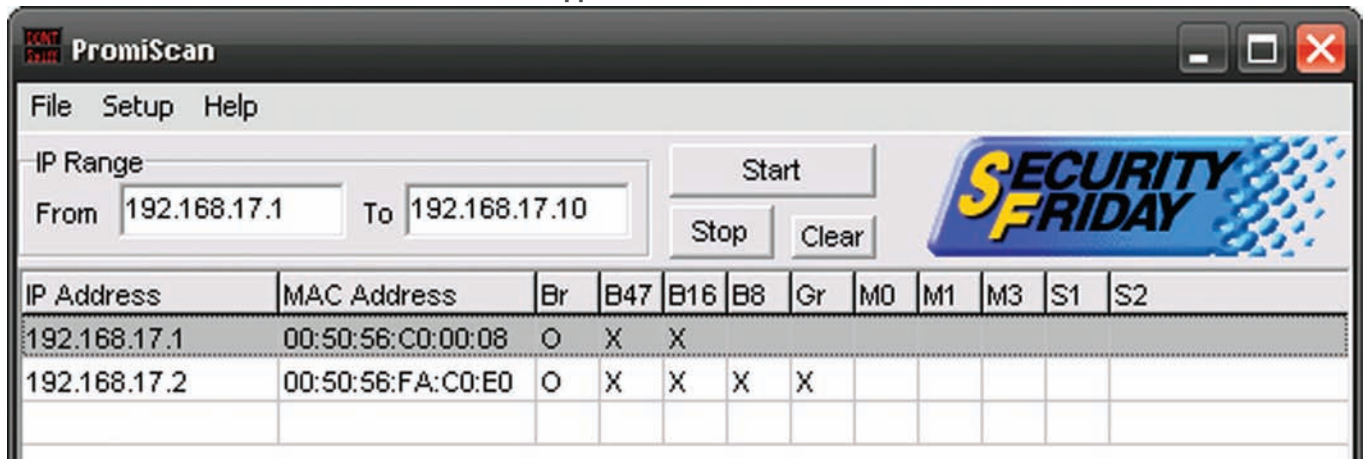 DONT
Sniff
PromiScan
File Setup Help
IP Range
From 192.168.17.1 To 192.168.17.10
Start
Stop Clear
SECURITY
FRIDAY
IP Address MAC Address Br B47 B16 B8 Gr M0 M1 M3 S1 S2
192.168.17.1 00:50:56:C0:00:08 O X X
192.168.17.2 00:50:56:FA:C0:E0 O X X X X